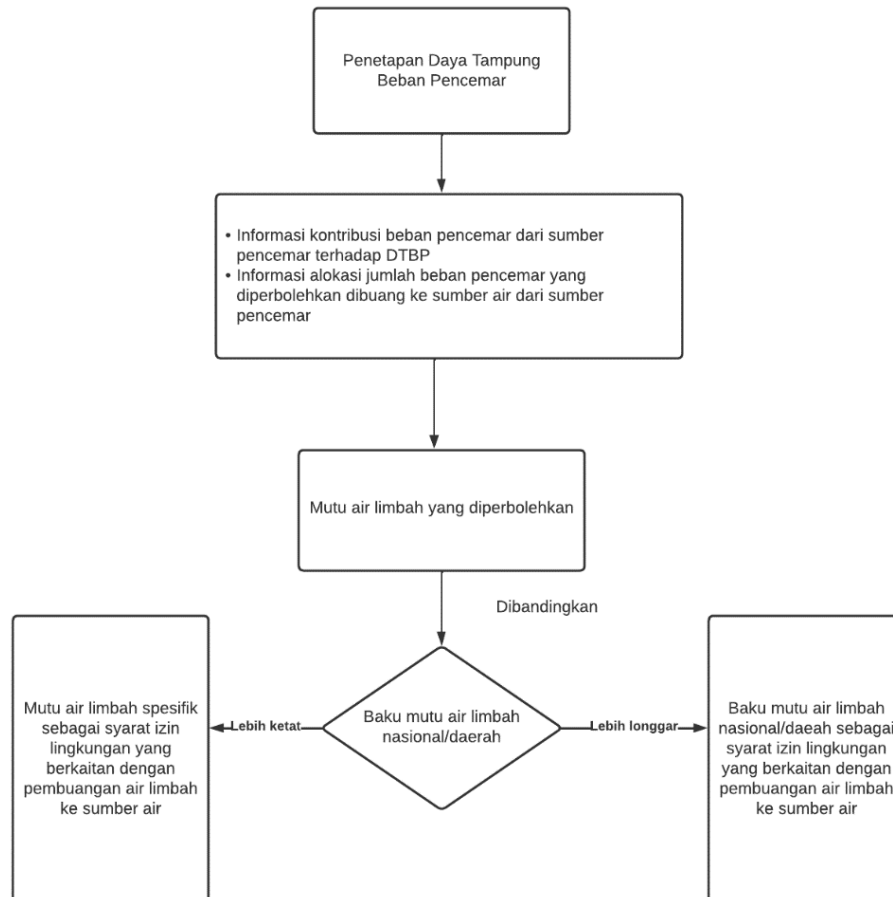 Penetapan Daya Tampung
Beban Pencemar
• Informasi kontribusi beban pencemar dari sumber
pencemar terhadap DTBP
• Informasi alokasi jumlah beban pencemar yang
diperbolehkan dibuang ke sumber air dari sumber
pencemar
Mutu air limbah yang diperbolehkan
Dibandingkan
Mutu air limbah spesifik
sebagai syarat izin
lingkungan yang
berkaitan dengan
pembuangan air limbah
ke sumber air
Lebih ketat
Baku mutu air limbah
nasional/daerah
Lebih longgar
Baku mutu air limbah
nasional/daeah sebagai
syarat izin lingkungan
yang berkaitan dengan
pembuangan air limbah
ke sumber air